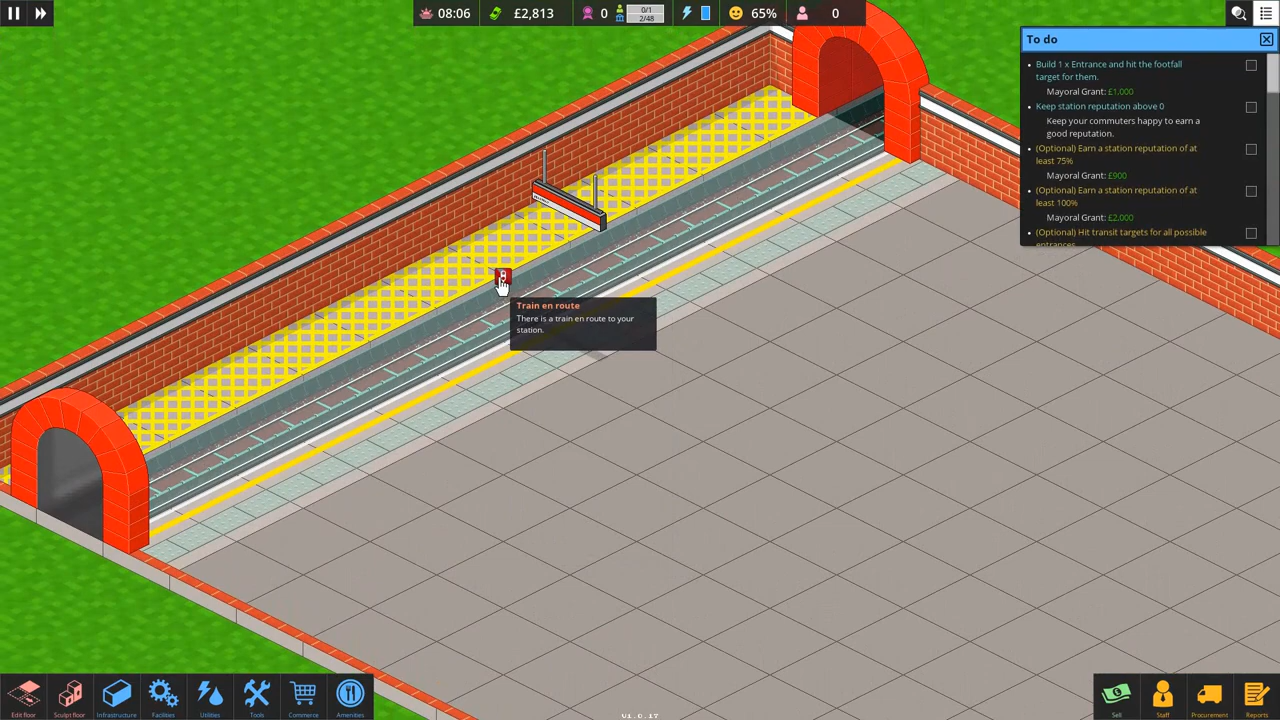 08:06
£2,813
0
0/1
2/48
65%
0
To do
Build 1 x Entrance and hit the footfall
target for them.
Mayoral Grant: £1,000
Keep station reputation above 0
Keep your commuters happy to earn a
good reputation.
(Optional) Earn a station reputation of at
least 75%
Mayoral Grant: £900
(Optional) Earn a station reputation of at
least 100%
Mayoral Grant: £2,000
(Optional) Hit transit targets for all possible
entrances
Train en route
There is a train en route to your
station.
Edit floor
Sculpt floor
Infrastructure
Facilities
Utilities
Tools
Commerce
Amenities
V1.0.17
Sell
Staff
Procurement
Reports